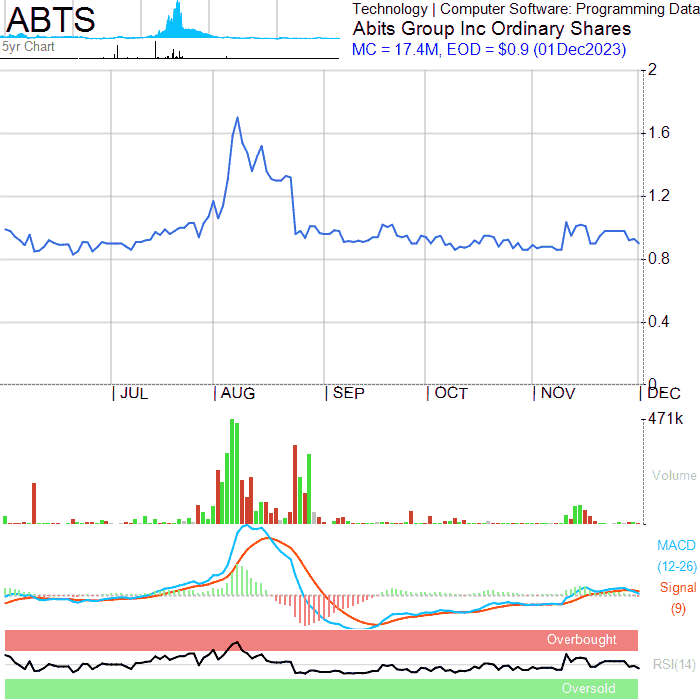 ABTS
5yr Chart
Technology | Computer Software: Programming Data
Abits Group Inc Ordinary Shares
MC = 17.4M, EOD = $0.9 (01Dec2023)
2
1.6
1.2
0.8
0.4
0
JUL AUG SEP OCT NOV DEC
471k
Volume
MACD
(12-26)
Signal
(9)
Overbought
RSI(14)
Oversold